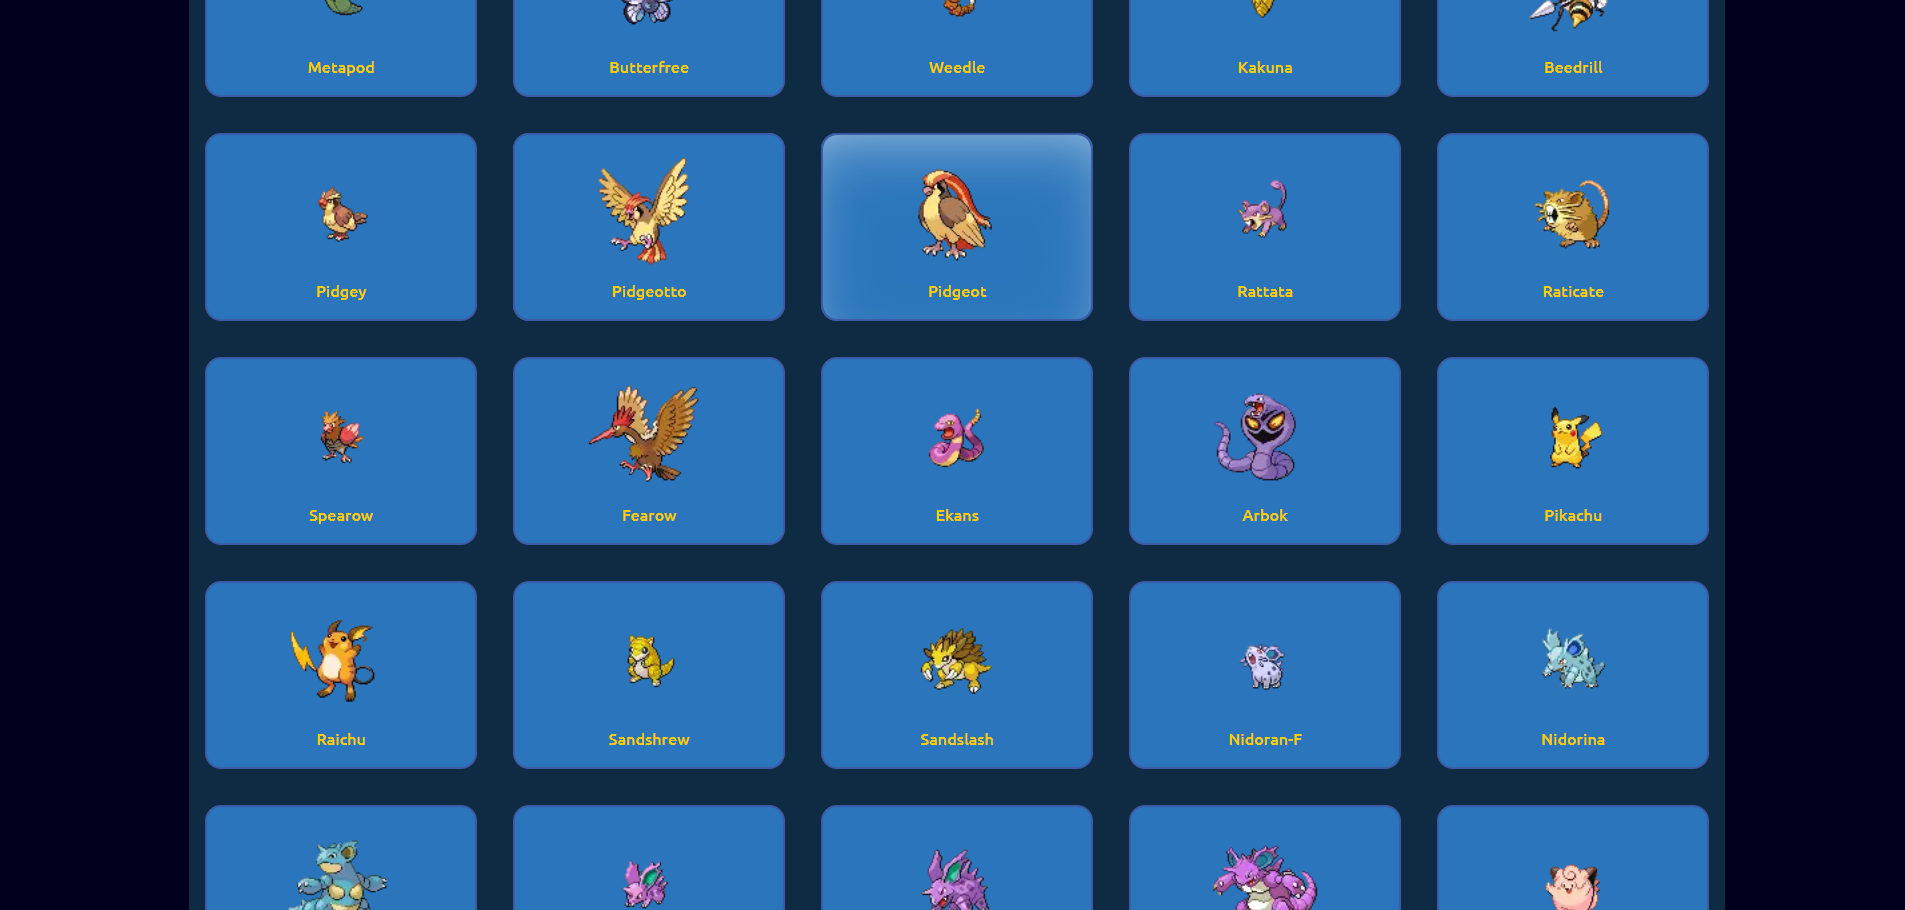 Metapod
Butterfree
Weedle
Kakuna
Beedrill
Pidgey
Pidgeotto
Pidgeot
Rattata
Raticate
Spearow
Fearow
Ekans
Arbok
Pikachu
Raichu
Sandshrew
Sandslash
Nidoran-F
Nidorina